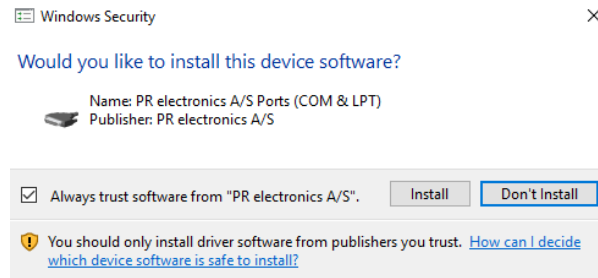 Windows Security
Would you like to install this device software?
Name: PR electronics A/S Ports (COM & LPT)
Publisher: PR electronics A/S
Always trust software from "PR electronics A/S".
Install
Don't Install
You should only install driver software from publishers you trust. How can I decide
which device software is safe to install?